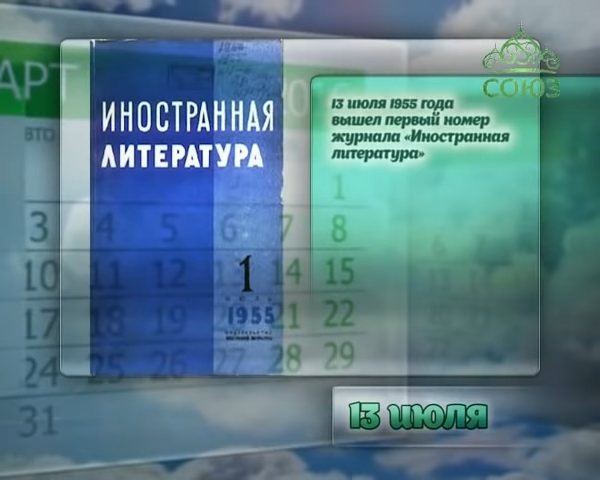 АРТ
СОЮЗ
ВТО
ИНОСТРАННАЯ
ЛИТЕРАТУРА
13 июля 1955 года
вышел первый номер
журнала «Иностранная
литература»
1
3 4 5 6 7 8
10 11 12 14 15
17 18 19 21 22
24 25 26 27 28 29
31
1
1955
13 июля